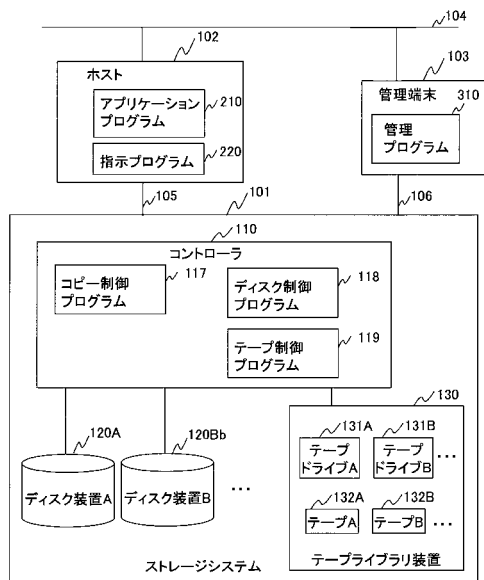 104
102
103
ホスト
アプリケーション
プログラム
210
指示プログラム
220
管理端末
310
管理
プログラム
105
101
106
110
コントローラ
コピー制御
プログラム
117
ディスク制御
プログラム
118
テープ制御
プログラム
119
130
120A
120Bb
131A
131B
テープ
ドライブA
テープ
ドライブB
...
ディスク装置A
ディスク装置B
...
132A
132B
テープA
テープB
...
ストレージシステム
テープライブラリ装置